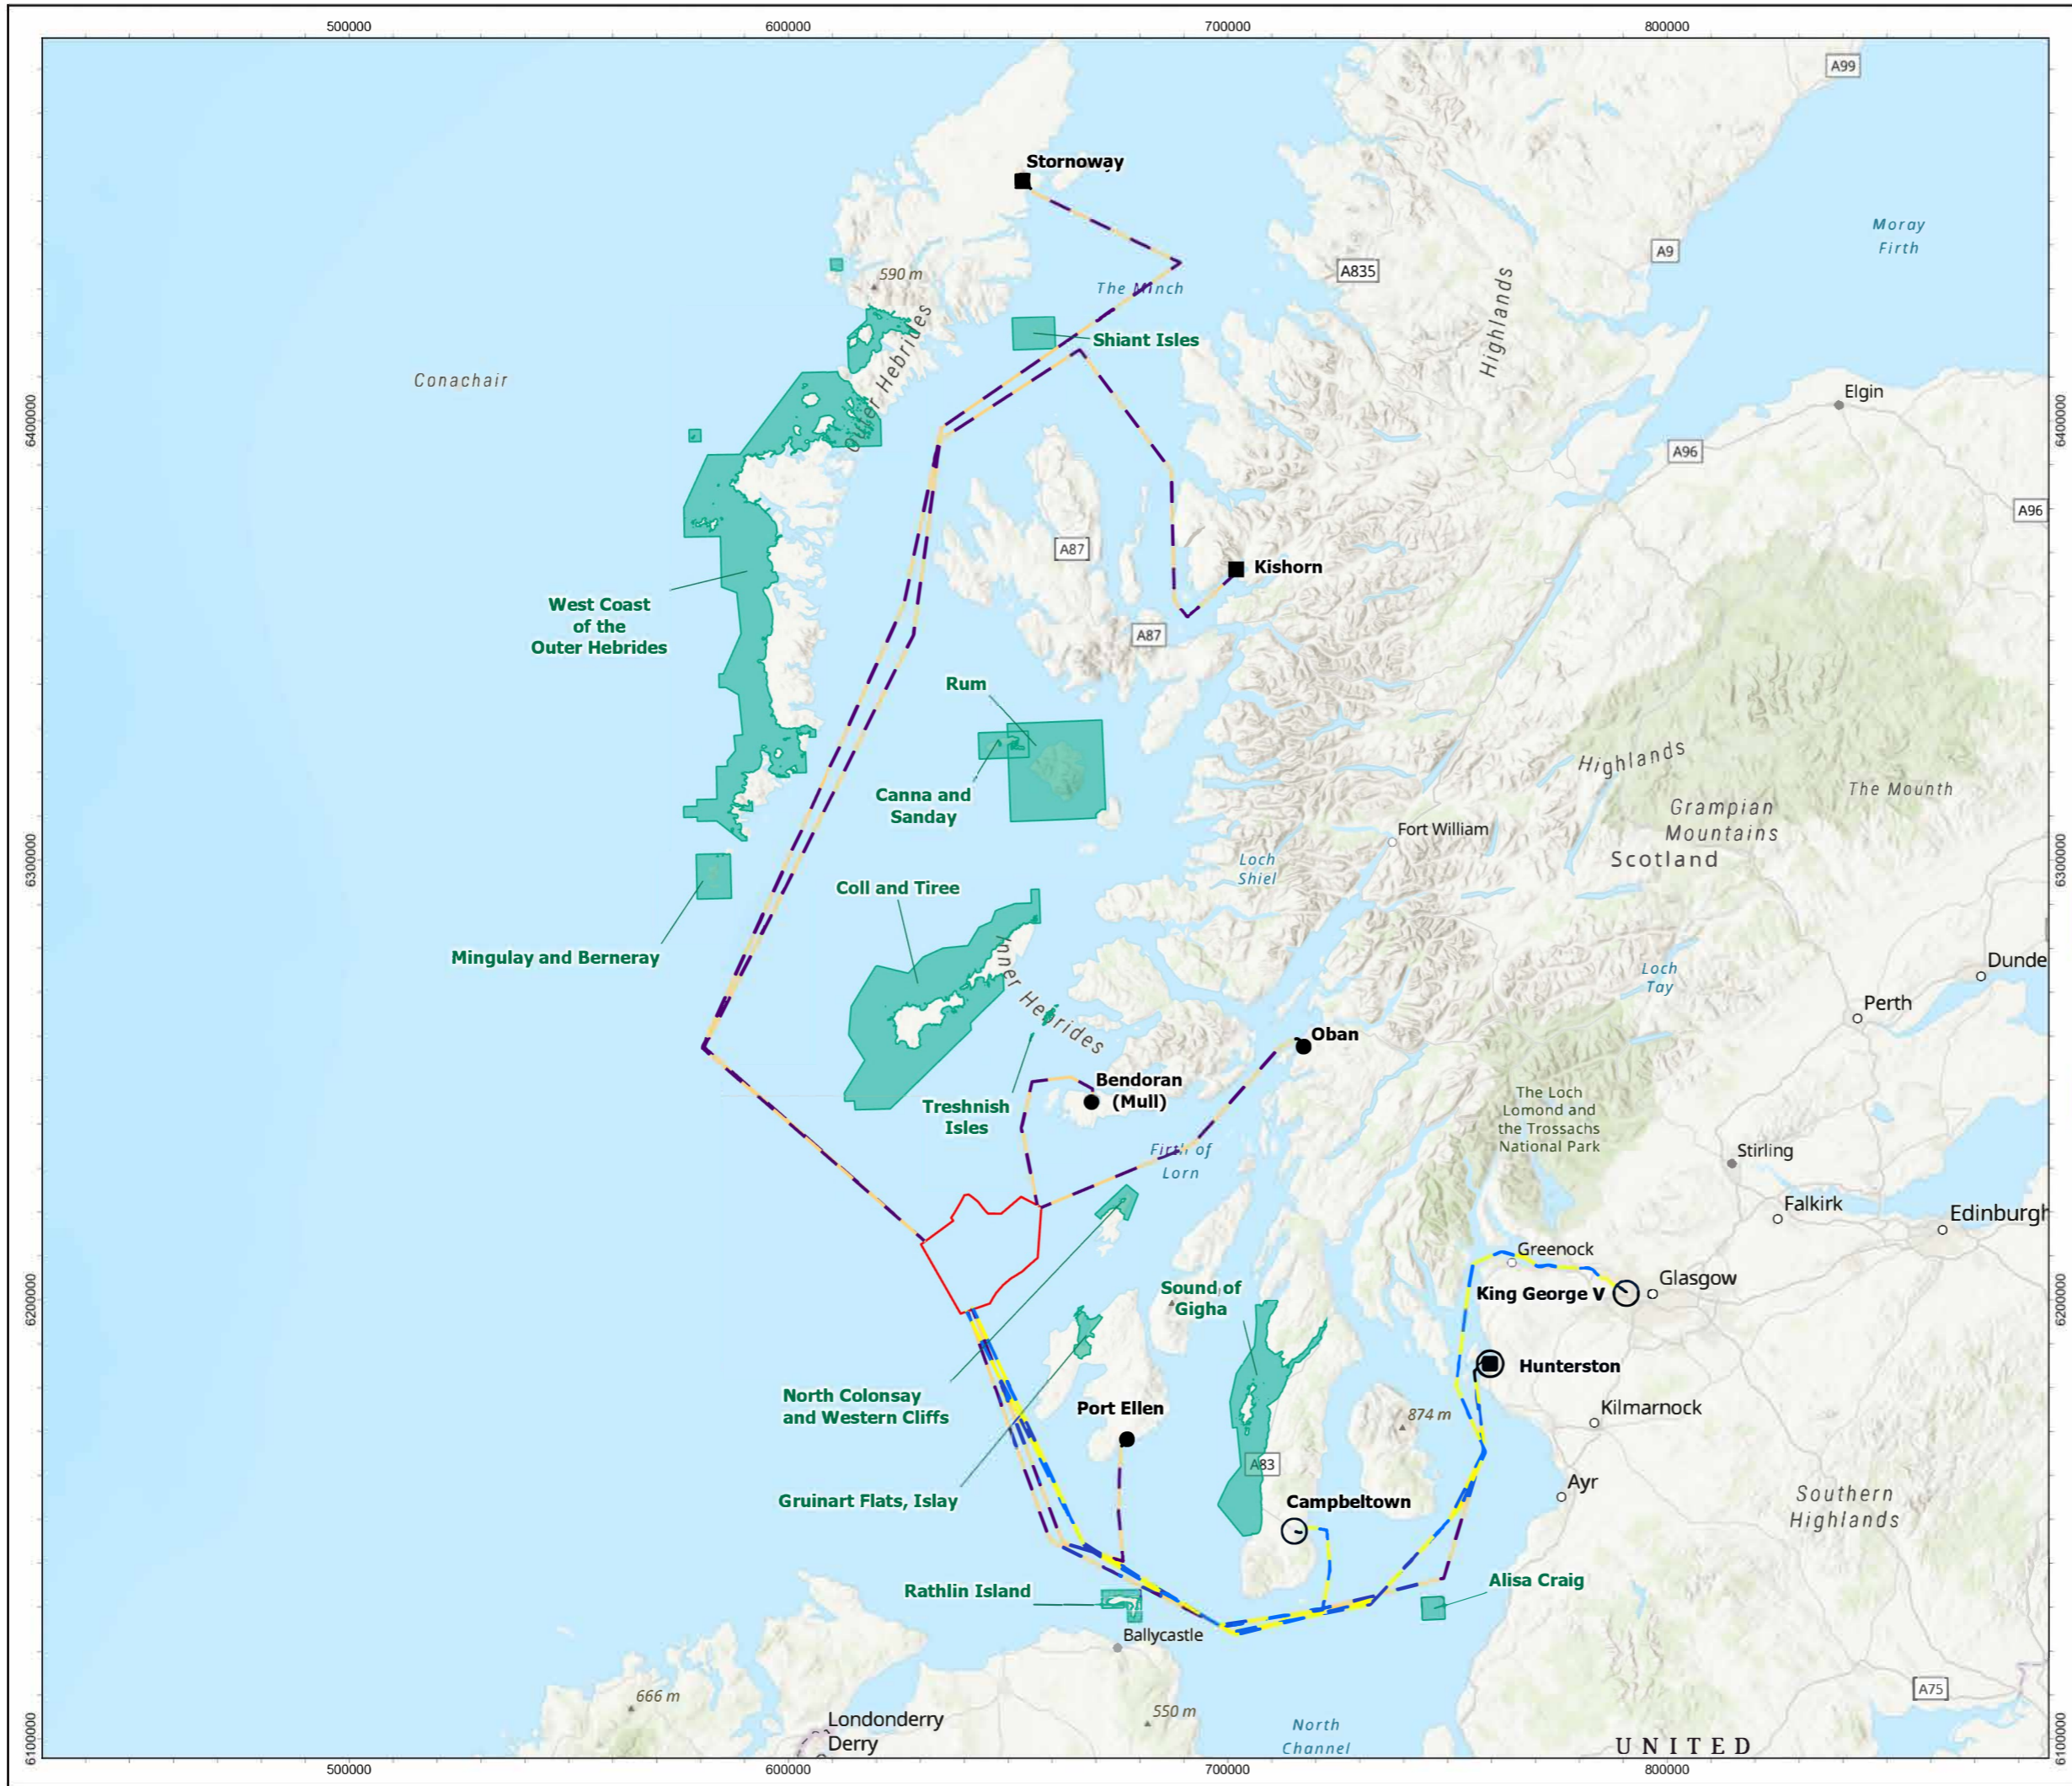 500000
600000
700000
800000
A99
Stornoway
Moray
Firth
A9
A835
590 m
The Minch
Highlands
Shiant Isles
Outer Hebrides
Conachair
Elgin
6400000
6400000
A96
A96
A87
Kishorn
West Coast
of the
Outer Hebrides
A87
Rum
Highlands
The Mounth
Canna and
Sanday
Grampian
Mountains
Fort William
Scotland
6300000
6300000
Loch
Shiel
Coll and Tiree
Mingulay and Berneray
Inner Hebrides
Loch
Tay
Dunde
Perth
Oban
Bendoran
(Mull)
Treshnish
Isles
The Loch
Lomond and
the Trossachs
National Park
Firth of
Lorn
Stirling
Falkirk
Edinburgh
Greenock
Glasgow
King George V
Sound of
Gigha
6200000
6200000
Hunterston
North Colonsay
and Western Cliffs
Port Ellen
874 m
Kilmarnock
A83
Ayr
Gruinart Flats, Islay
Campbeltown
Southern
Highlands
Rathlin Island
Alisa Craig
Ballycastle
A75
666 m
550 m
Londonderry
Derry
North
Channel
UNITED
6100000
6100000
500000
600000
700000
800000